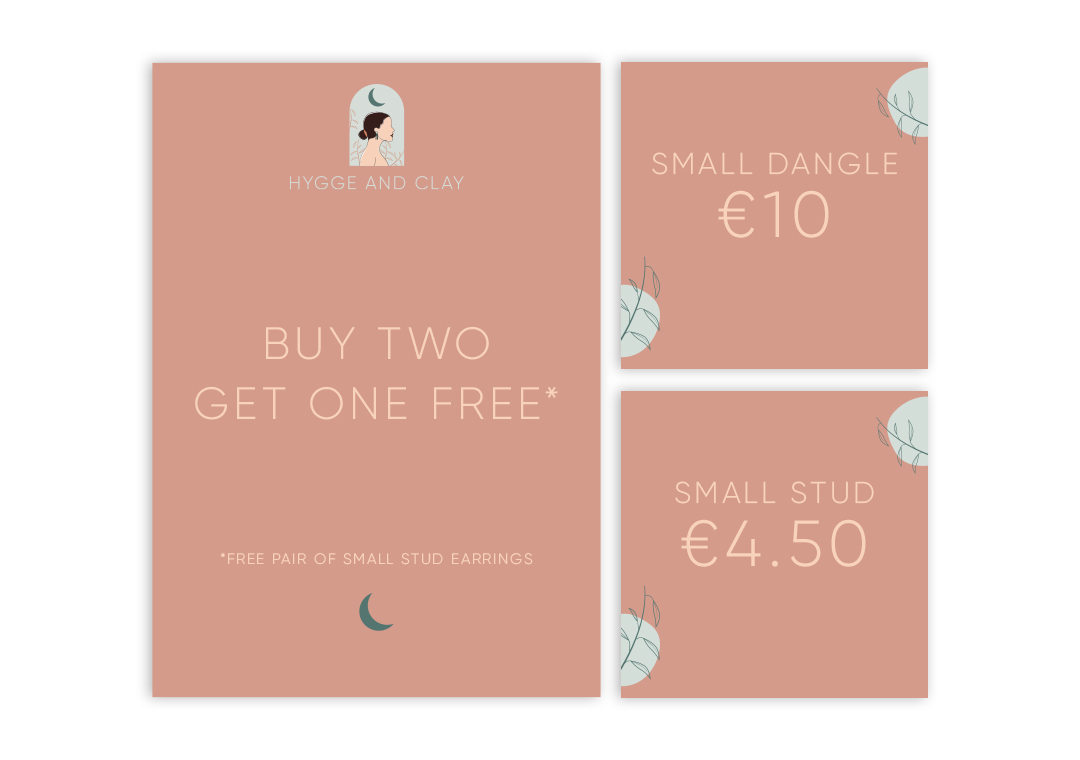 HYGGE AND CLAY
BUY TWO
GET ONE FREE*
*FREE PAIR OF SMALL STUD EARRINGS
SMALL DANGLE
€10
SMALL STUD
€4.50